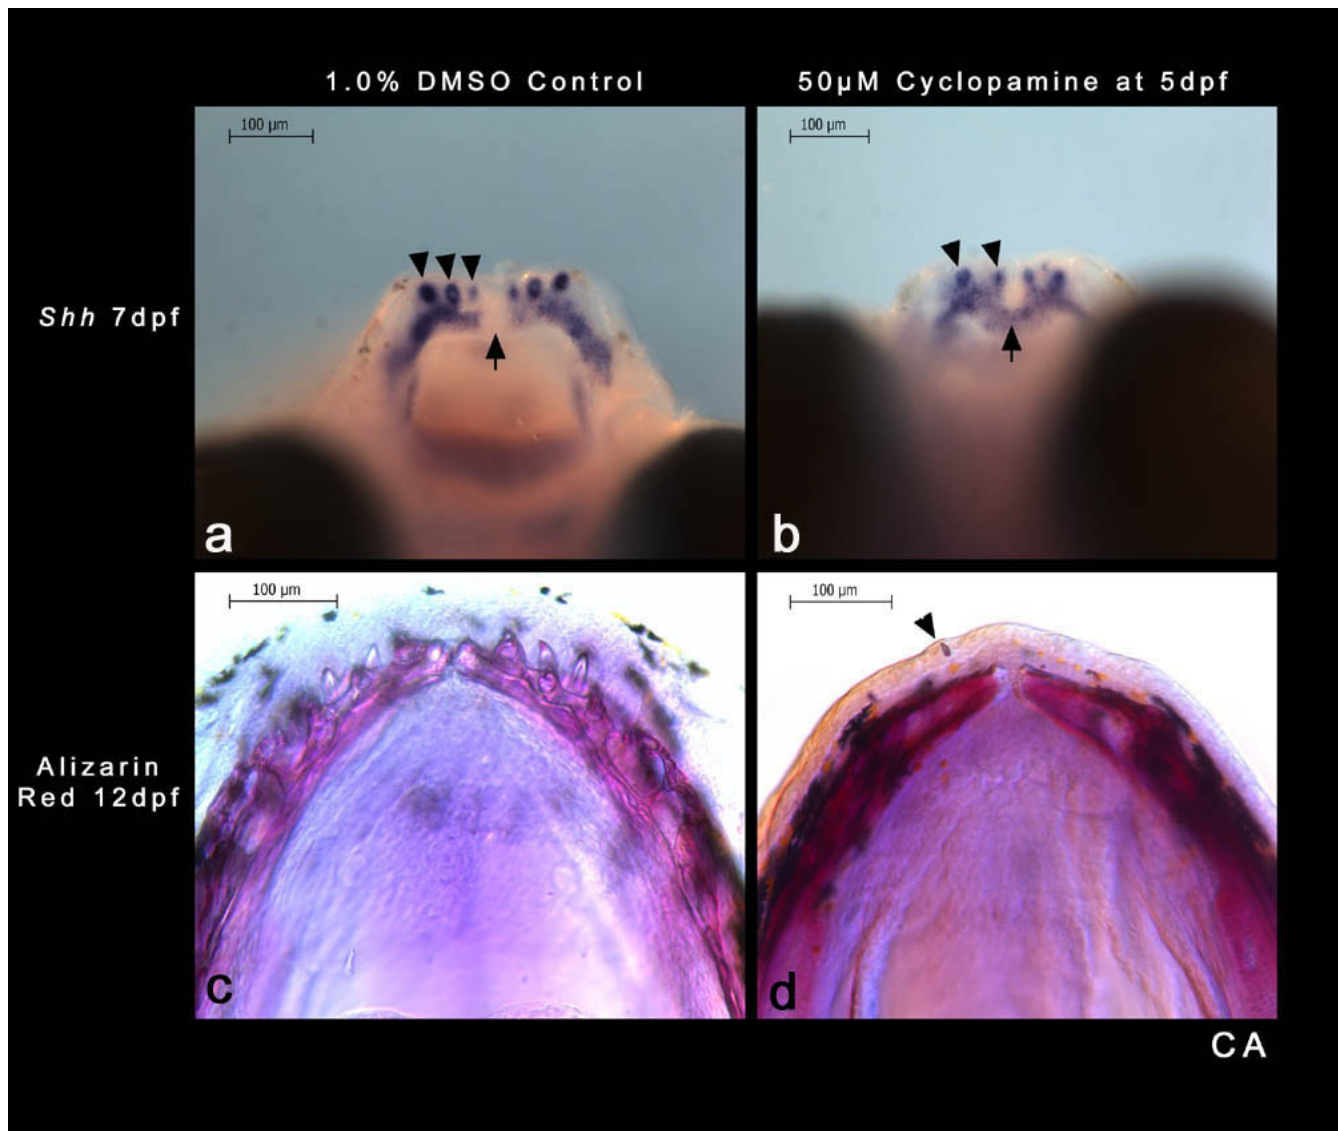 1.0% DMSO Control
50µM Cyclopamine at 5dpf
100 µm
100 µm
Shh 7dpf
a
b
100 µm
100 µm
Alizarin
Red 12dpf
c
d
CA